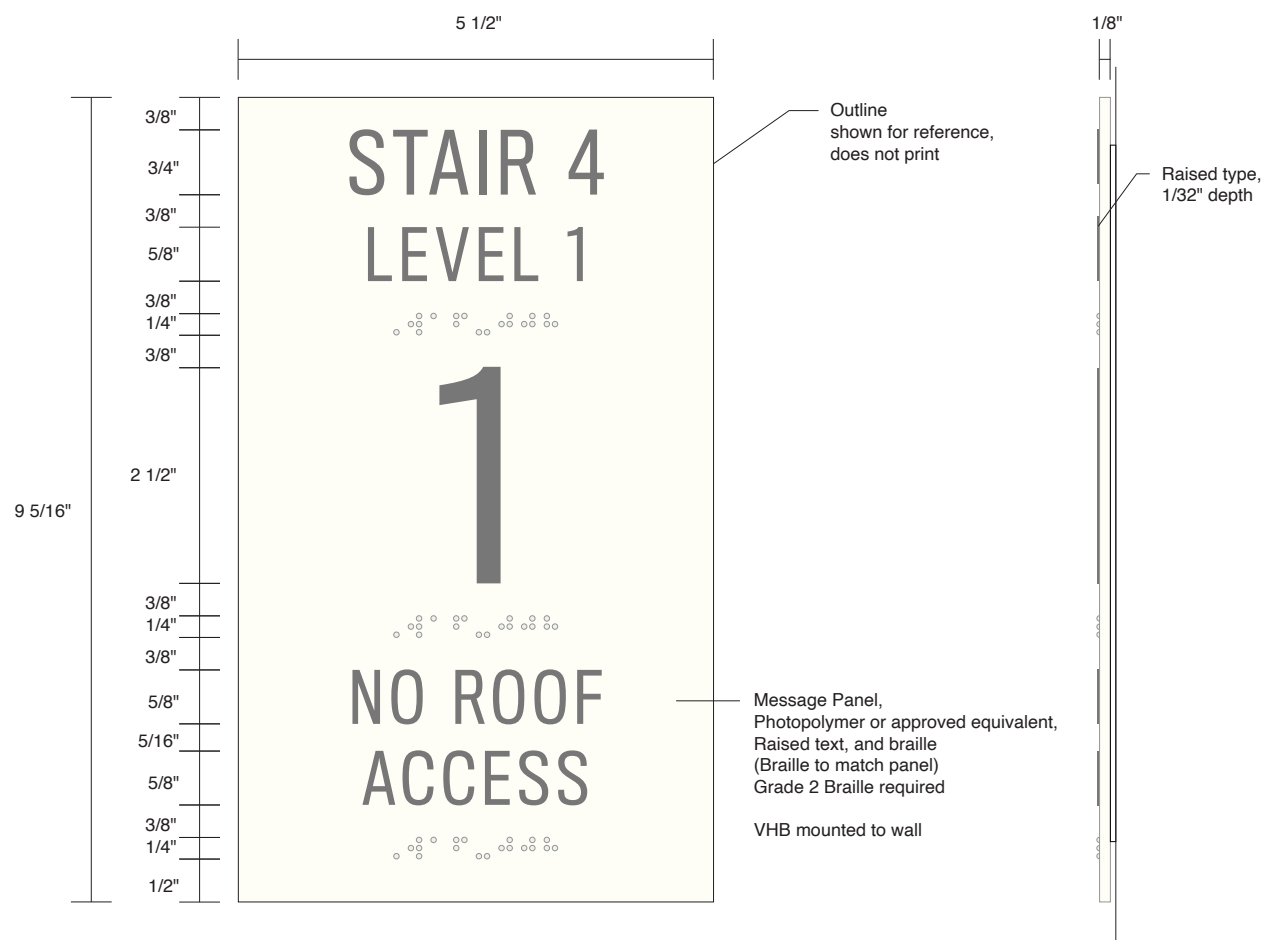 5 1/2"
1/8"
3/8"
3/4"
3/8"
5/8"
3/8"
1/4"
3/8"
2 1/2"
9 5/16"
3/8"
1/4"
3/8"
5/8"
5/16"
5/8"
3/8"
1/4"
1/2"
STAIR 4
LEVEL 1
1
NO ROOF
ACCESS
Outline
shown for reference,
does not print
Raised type,
1/32" depth
Message Panel,
Photopolymer or approved equivalent,
Raised text, and braille
(Braille to match panel)
Grade 2 Braille required
VHB mounted to wall